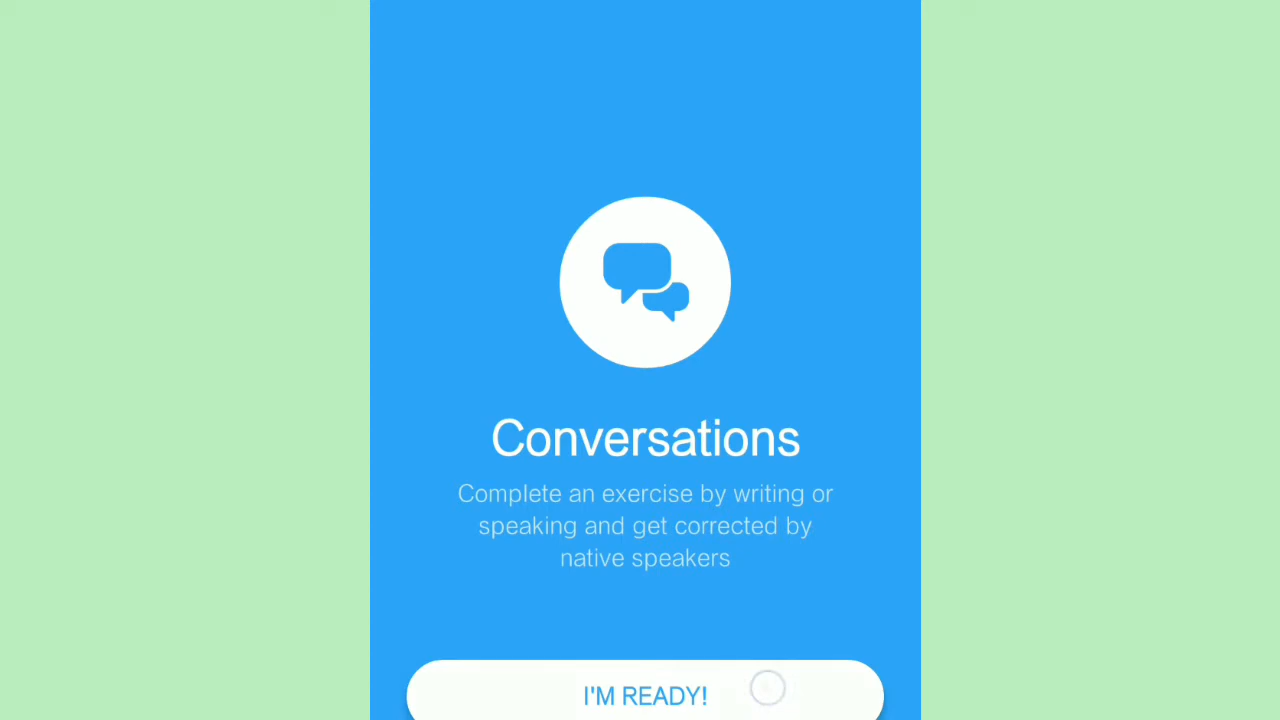 Conversations
Complete an exercise by writing or
speaking and get corrected by
native speakers
I'M READY!